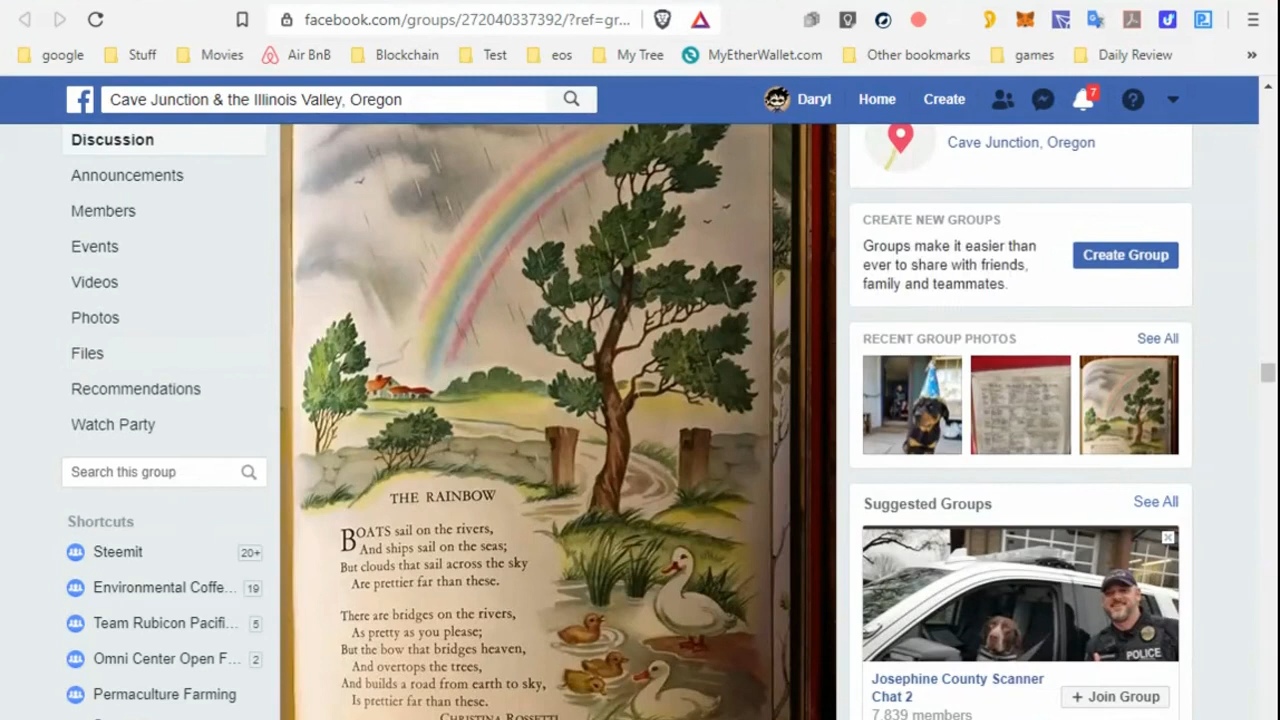 facebook.com/groups/272040337392/?ref=gr...
google
Stuff
Movies
Air BnB
Blockchain
Test
eos
My Tree
MyEtherWallet.com
Other bookmarks
games
Daily Review
»
Cave Junction & the Illinois Valley, Oregon
Daryl
Home
Create
7
Discussion
Announcements
Members
Events
Videos
Photos
Files
Recommendations
Watch Party
Search this group
Shortcuts
Steemit
20+
Environmental Coffe...
19
Team Rubicon Pacifi...
5
Omni Center Open F...
2
Permaculture Farming
THE RAINBOW
BOATS sail on the rivers,
And ships sail on the seas;
But clouds that sail across the sky
Are prettier far than these.
There are bridges on the rivers,
As pretty as you please;
But the bow that bridges heaven,
And overtops the trees,
And builds a road from earth to sky,
Is prettier far than these.
CHRISTINA ROSSETTI
Cave Junction, Oregon
CREATE NEW GROUPS
Groups make it easier than
ever to share with friends,
family and teammates.
Create Group
RECENT GROUP PHOTOS
See All
Suggested Groups
See All
POLICE
Josephine County Scanner
Chat 2
+ Join Group
7,839 members